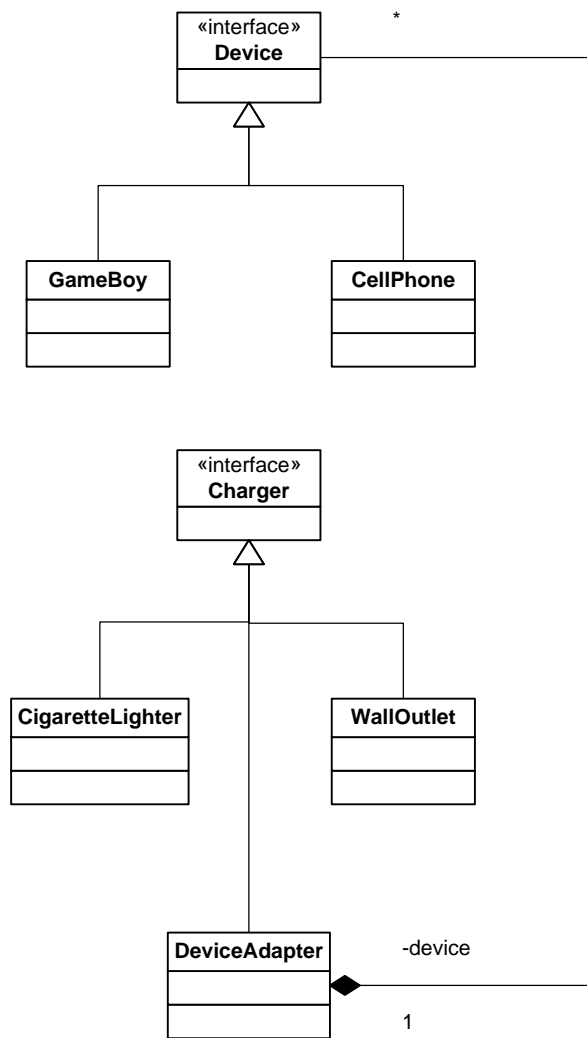 «interface»
Device
*
GameBoy
CellPhone
«interface»
Charger
CigaretteLighter
WallOutlet
DeviceAdapter
-device
1